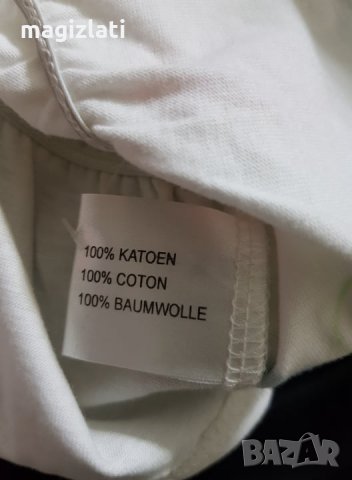 magizlati
100% KATOEN
100% COTON
100% BAUMWOLLE
BAZAR